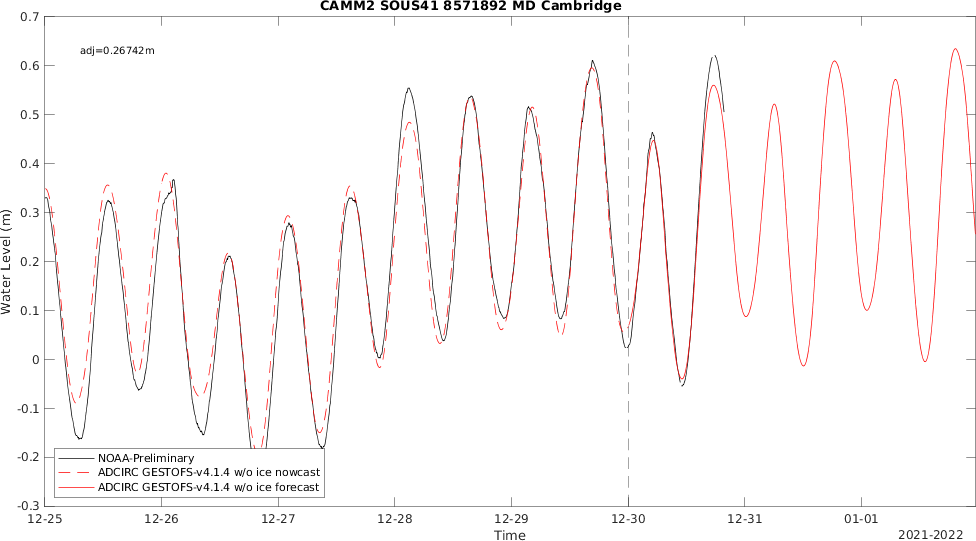 CAMM2 SOUS41 8571892 MD Cambridge
adj=0.26742m
0.7
0.6
0.5
0.4
0.3
0.2
0.1
0
-0.1
-0.2
-0.3
Water Level (m)
NOAA-Preliminary
ADCIRC GESTOFS-v4.1.4 w/o ice nowcast
ADCIRC GESTOFS-v4.1.4 w/o ice forecast
12-25 12-26 12-27 12-28 12-29 12-30 12-31 01-01
Time
2021-2022